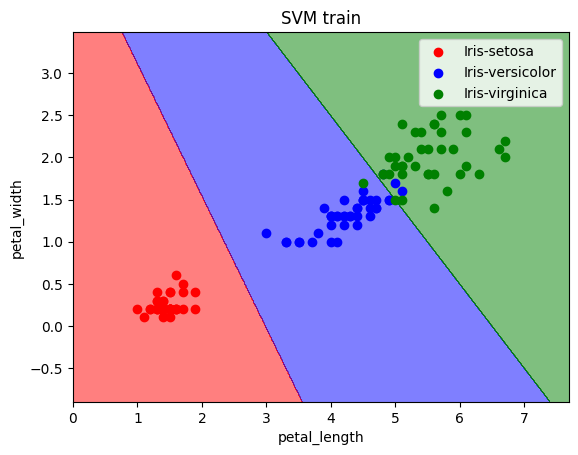 SVM train
Iris-setosa
Iris-versicolor
Iris-virginica
petal_width
3.0
2.5
2.0
1.5
1.0
0.5
0.0
−0.5
0
1
2
3
4
5
6
7
petal_length